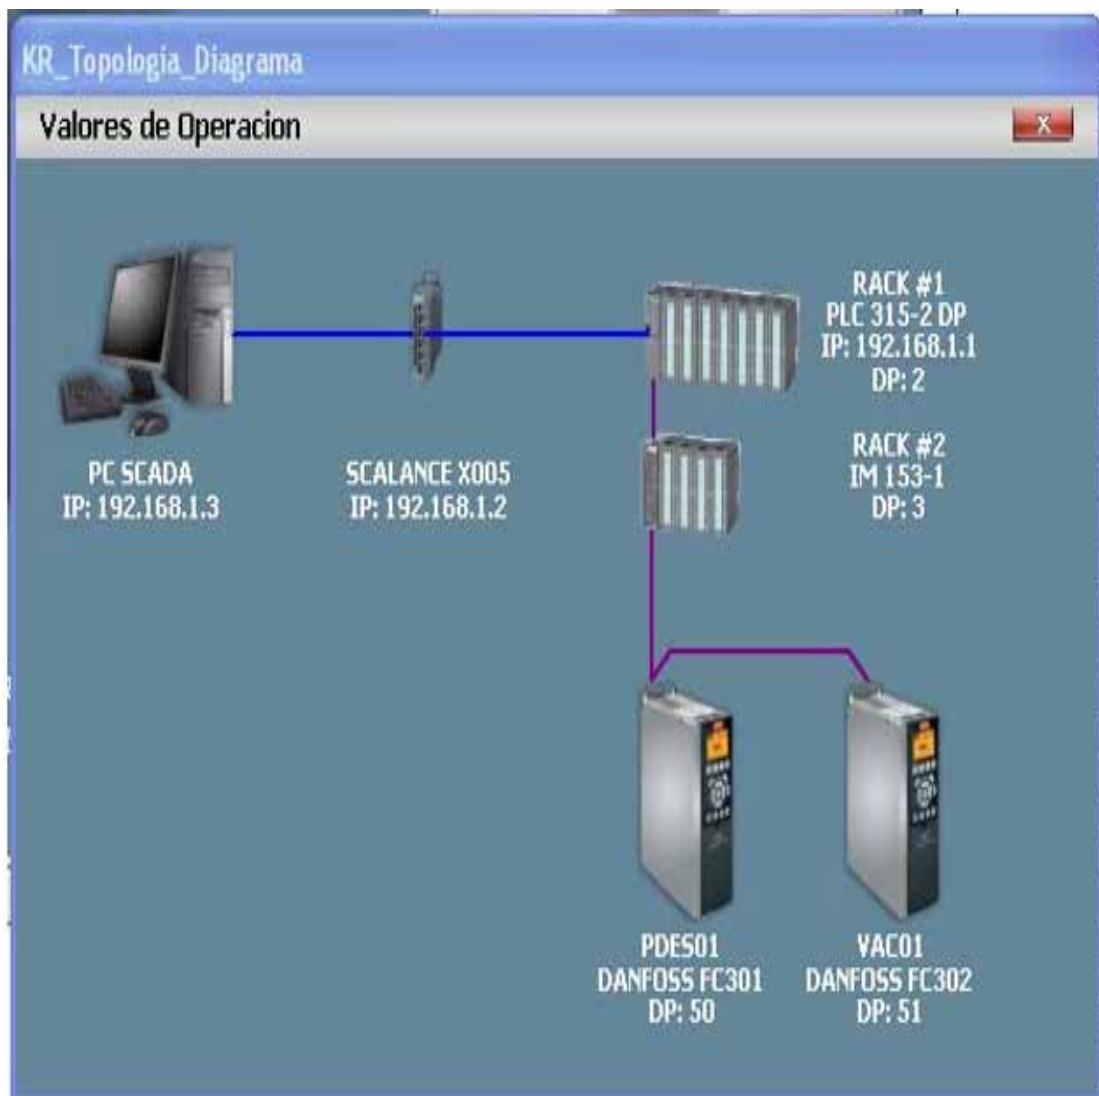 KR_Topologia_Diagrama
Valores de Operacion
X
RACK #1
PLC 315-2 DP
IP: 192.168.1.1
DP: 2
PC SCADA
IP: 192.168.1.3
SCALANCE X005
IP: 192.168.1.2
RACK #2
IM 153-1
DP: 3
PDES01
DANFOSS FC301
DP: 50
VAC01
DANFOSS FC302
DP: 51